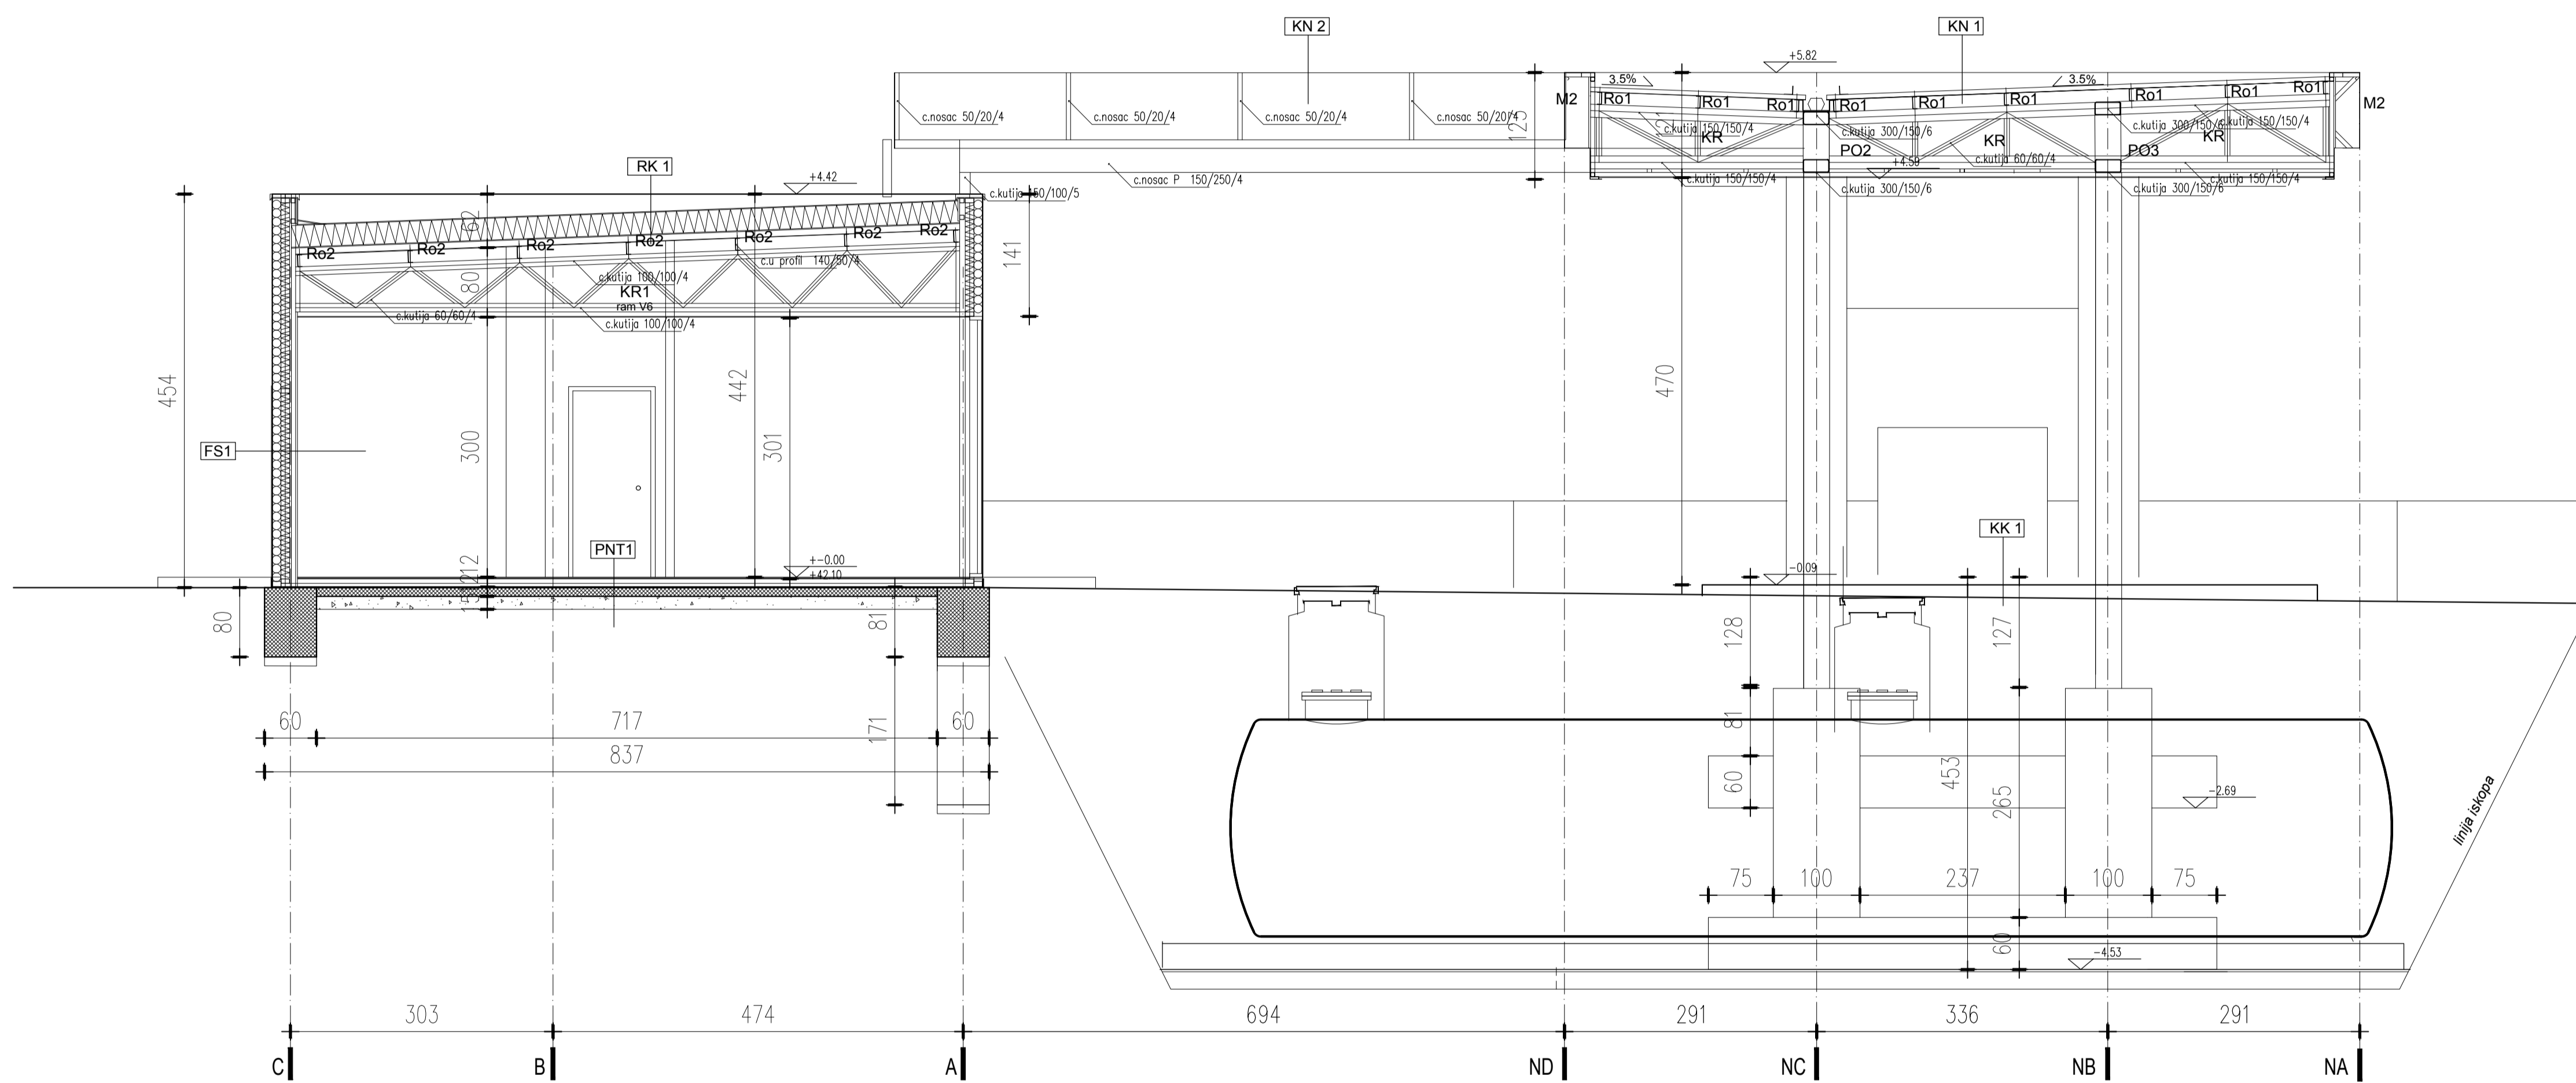 KN 2
KN 1
+5.82
3.5%
3.5%
M2
Ro1
Ro1
Ro1
Ro1
Ro1
Ro1
Ro1
Ro1
Ro1
M2
c.nosac 50/20/4
c.nosac 50/20/4
c.nosac 50/20/4
c.nosac 50/20/4
c.kutija 150/150/4
c.kutija 300/150/6
c.kutija 300/150/6
c.kutija 150/150/4
KR
KR
KR
PO2
PO3
c.kutija 60/60/4
+4.59
RK 1
+4.42
c.nosac P 150/250/4
c.kutija 150/100/5
c.kutija 150/150/4
c.kutija 300/150/6
c.kutija 300/150/6
c.kutija 150/150/4
62
141
Ro2
Ro2
Ro2
Ro2
Ro2
Ro2
Ro2
80
c.kutija 100/100/4
c.u profil 140/50/4
KR1
ram V6
c.kutija 60/60/4
c.kutija 100/100/4
454
442
470
300
301
FS1
KK 1
PNT1
+-0.00
+42.10
-0.09
212
80
81
128
127
60
717
60
171
81
837
60
453
265
-2.69
linija iskopa
75
100
237
100
75
60
-4.53
303
474
694
291
336
291
C
B
A
ND
NC
NB
NA